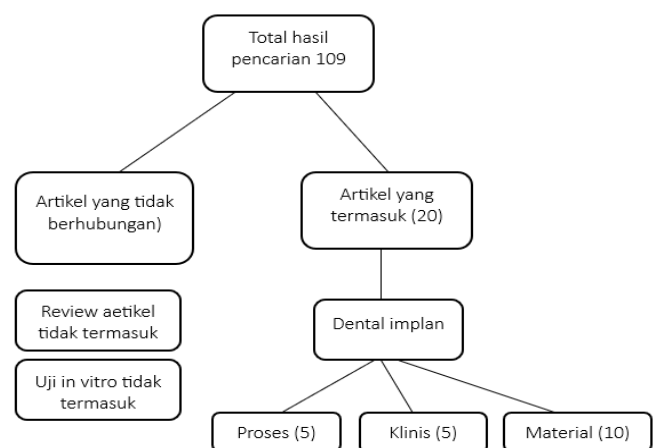 Total hasil
pencarian 109
Artikel yang tidak
berhubungan)
Artikel yang
termasuk (20)
Review aetikel
tidak termasuk
Dental implan
Uji in vitro tidak
termasuk
Proses (5)
Klinis (5)
Material (10)